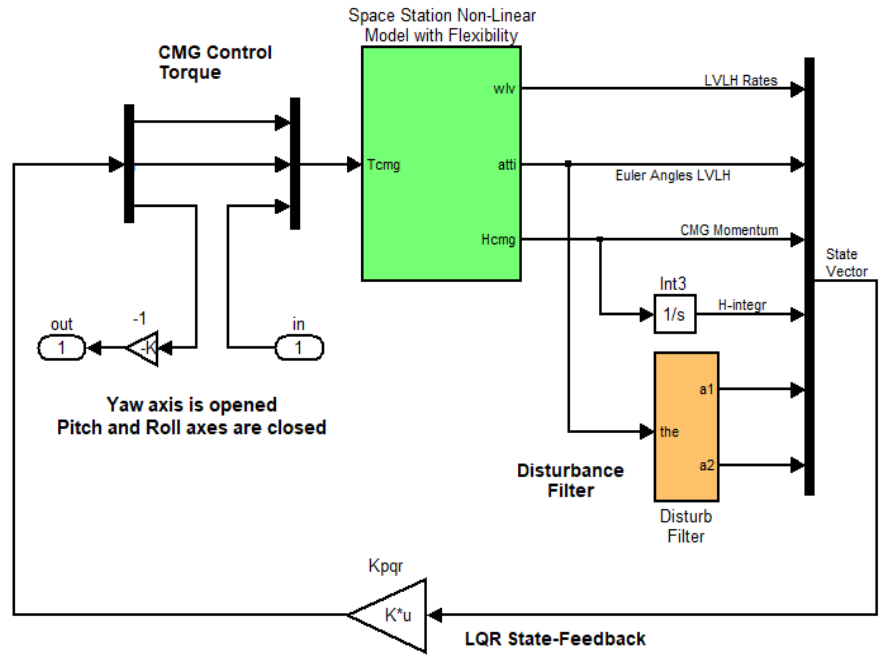 Space Station Non-Linear
Model with Flexibility
CMG Control
Torque
wlv
LVLH Rates
Tcmg
atti
Euler Angles LVLH
Hcmg
CMG Momentum
State
Vector
Int3
1/s
H-integr
out
1
-1
-K
in
1
Yaw axis is opened
Pitch and Roll axes are closed
a1
the
a2
Disturbance
Filter
Disturb
Filter
Kpqr
K*u
LQR State-Feedback